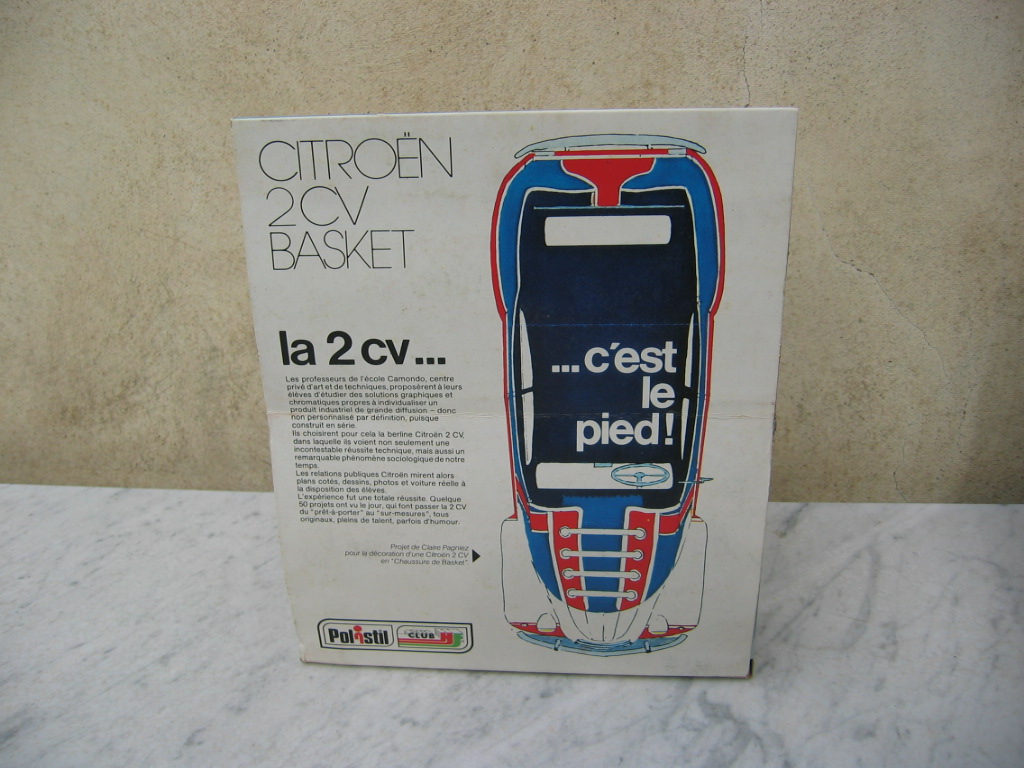 CITROËN
2 CV
BASKET
la 2 cv...
Les professeurs de l'école Camondo, centre
privé d'art et de techniques, proposèrent à leurs
élèves d'étudier des solutions graphiques et
chromatiques propres à individualiser un
produit industriel de grande diffusion – donc
non personnalisé par définition, puisque
construit en série.
Ils choisirent pour cela la berline Citroën 2 CV,
dans laquelle ils voient non seulement une
incontestable réussite technique, mais aussi un
remarquable phénomène sociologique de notre
temps.
Les relations publiques Citroën mirent alors
plans cotés, dessins, photos et voiture réelle à
la disposition des élèves.
L'expérience fut une totale réussite. Quelque
50 projets ont vu le jour, qui font passer la 2 CV
du "prêt-à-porter" au "sur-mesures", tous
originaux, pleins de talent, parfois d'humour.
Projet de Claire Pagniez
pour la décoration d'une Citroën 2 CV
en "Chaussure de Basket"
...c'est
le
pied!
Polistil
CLUB